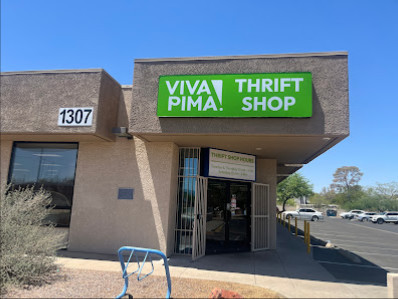 VIVA! THRIFT
PIMA. SHOP
1307
THRIFT SHOP HOURS